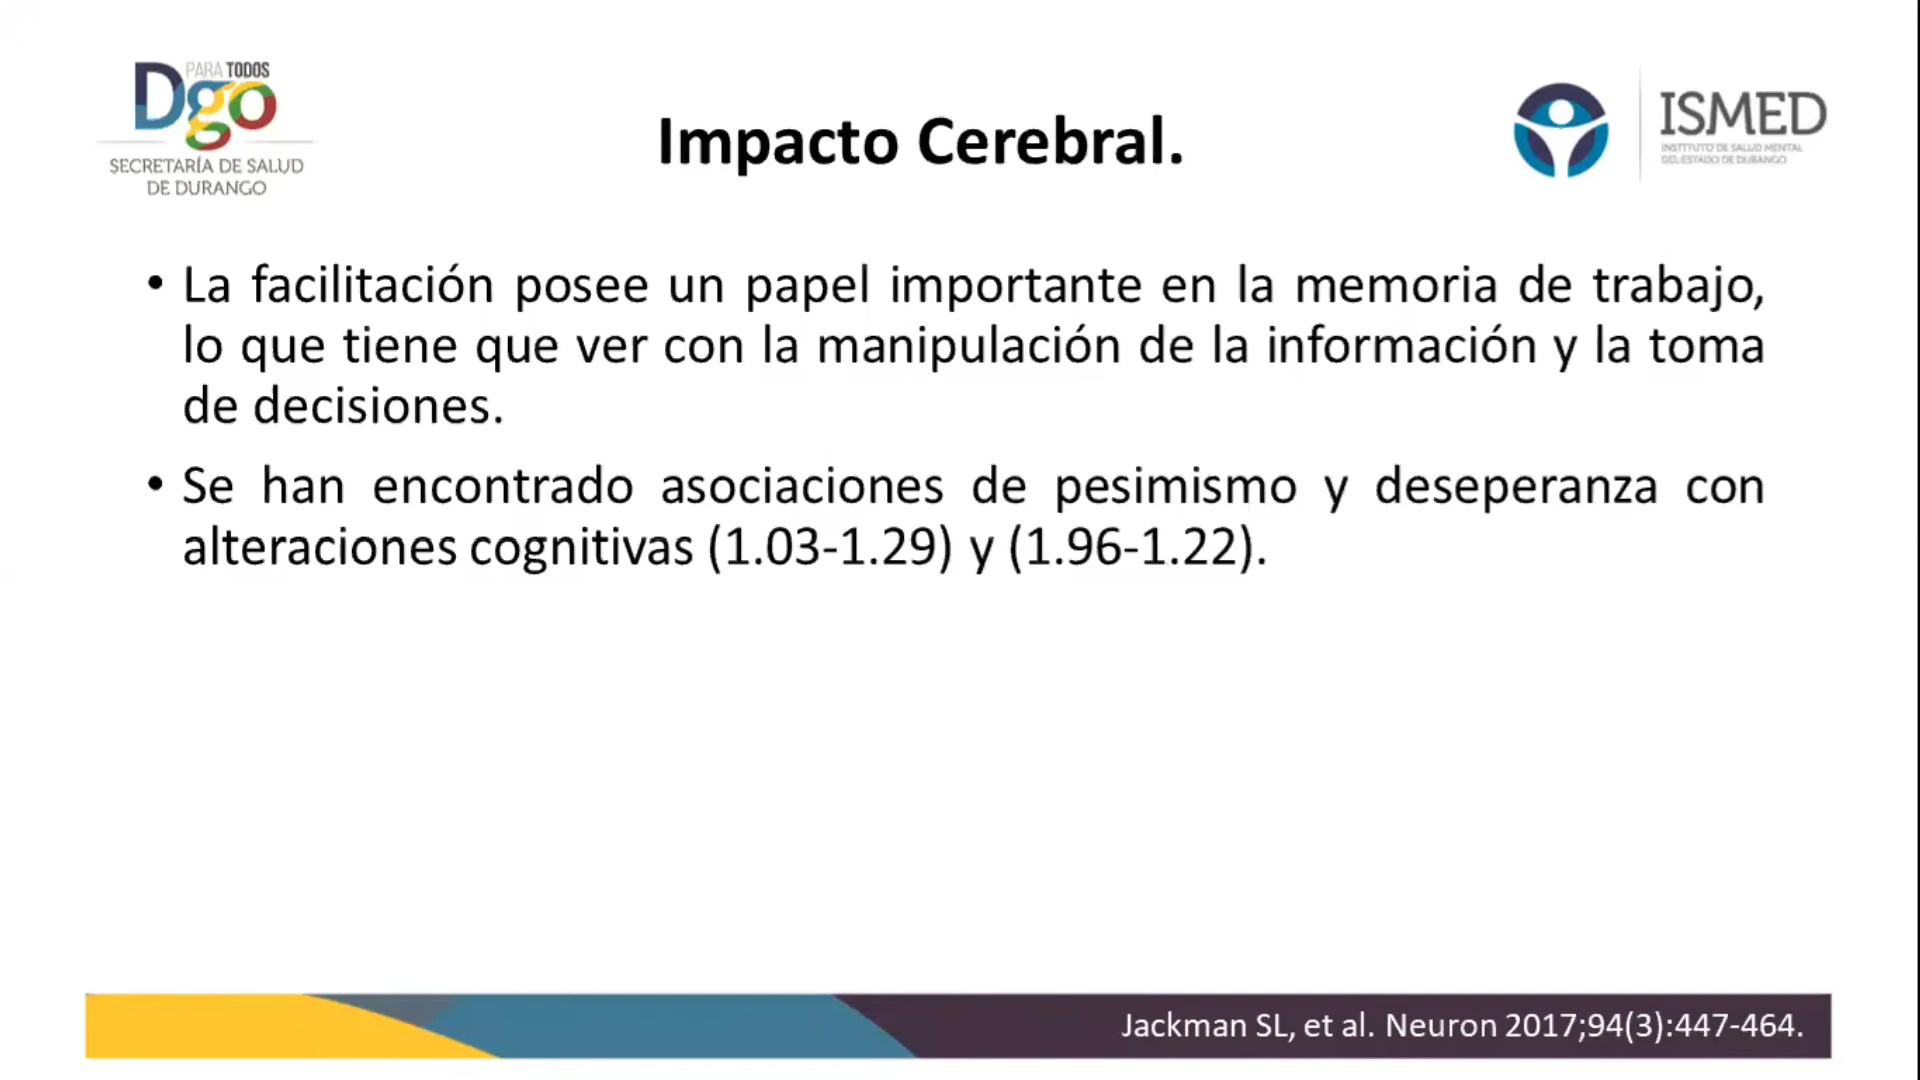 PARA TODOS
Dgo
SECRETARÍA DE SALUD
DE DURANGO
Impacto Cerebral.
ISMED
INSTITUTO DE SALUD MENTAL
DEL ESTADO DE DURANGO
• La facilitación posee un papel importante en la memoria de trabajo,
lo que tiene que ver con la manipulación de la información y la toma
de decisiones.
• Se han encontrado asociaciones de pesimismo y deseperanza con
alteraciones cognitivas (1.03-1.29) y (1.96-1.22).
Jackman SL, et al. Neuron 2017;94(3):447-464.